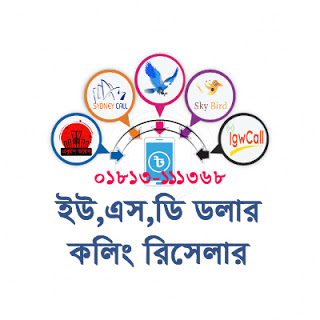 SYDNEY CALL
Sky Bird
IgwCall
০১৮১৩-১১১৩৬৮
ইউ,এস,ডি ডলার
কলিং রিসেলার